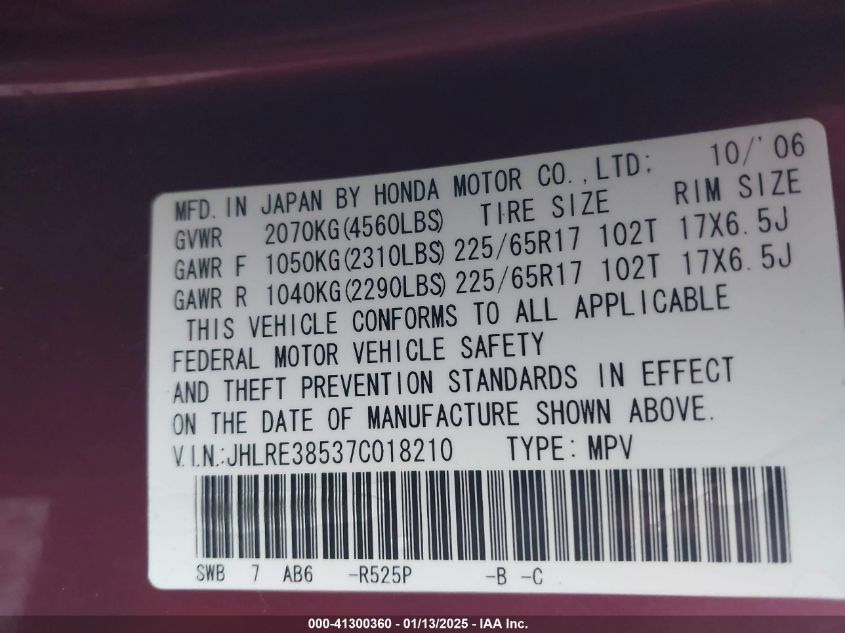 MFD. IN JAPAN BY HONDA MOTOR CO.,LTD; 10/'06
GVWR 2070KG(4560LBS) TIRE SIZE RIM SIZE
GAWR F 1050KG(2310LBS) 225/65R17 102T 17X6.5J
GAWR R 1040KG(2290LBS) 225/65R17 102T 17X6.5J
THIS VEHICLE CONFORMS TO ALL APPLICABLE
FEDERAL MOTOR VEHICLE SAFETY
AND THEFT PREVENTION STANDARDS IN EFFECT
ON THE DATE OF MANUFACTURE SHOWN ABOVE.
V.I.N.:JHLRE38537C018210 TYPE: MPV
SWB 7 AB6 -R525P -B -C
000-41300360 - 01/13/2025 - IAA Inc.